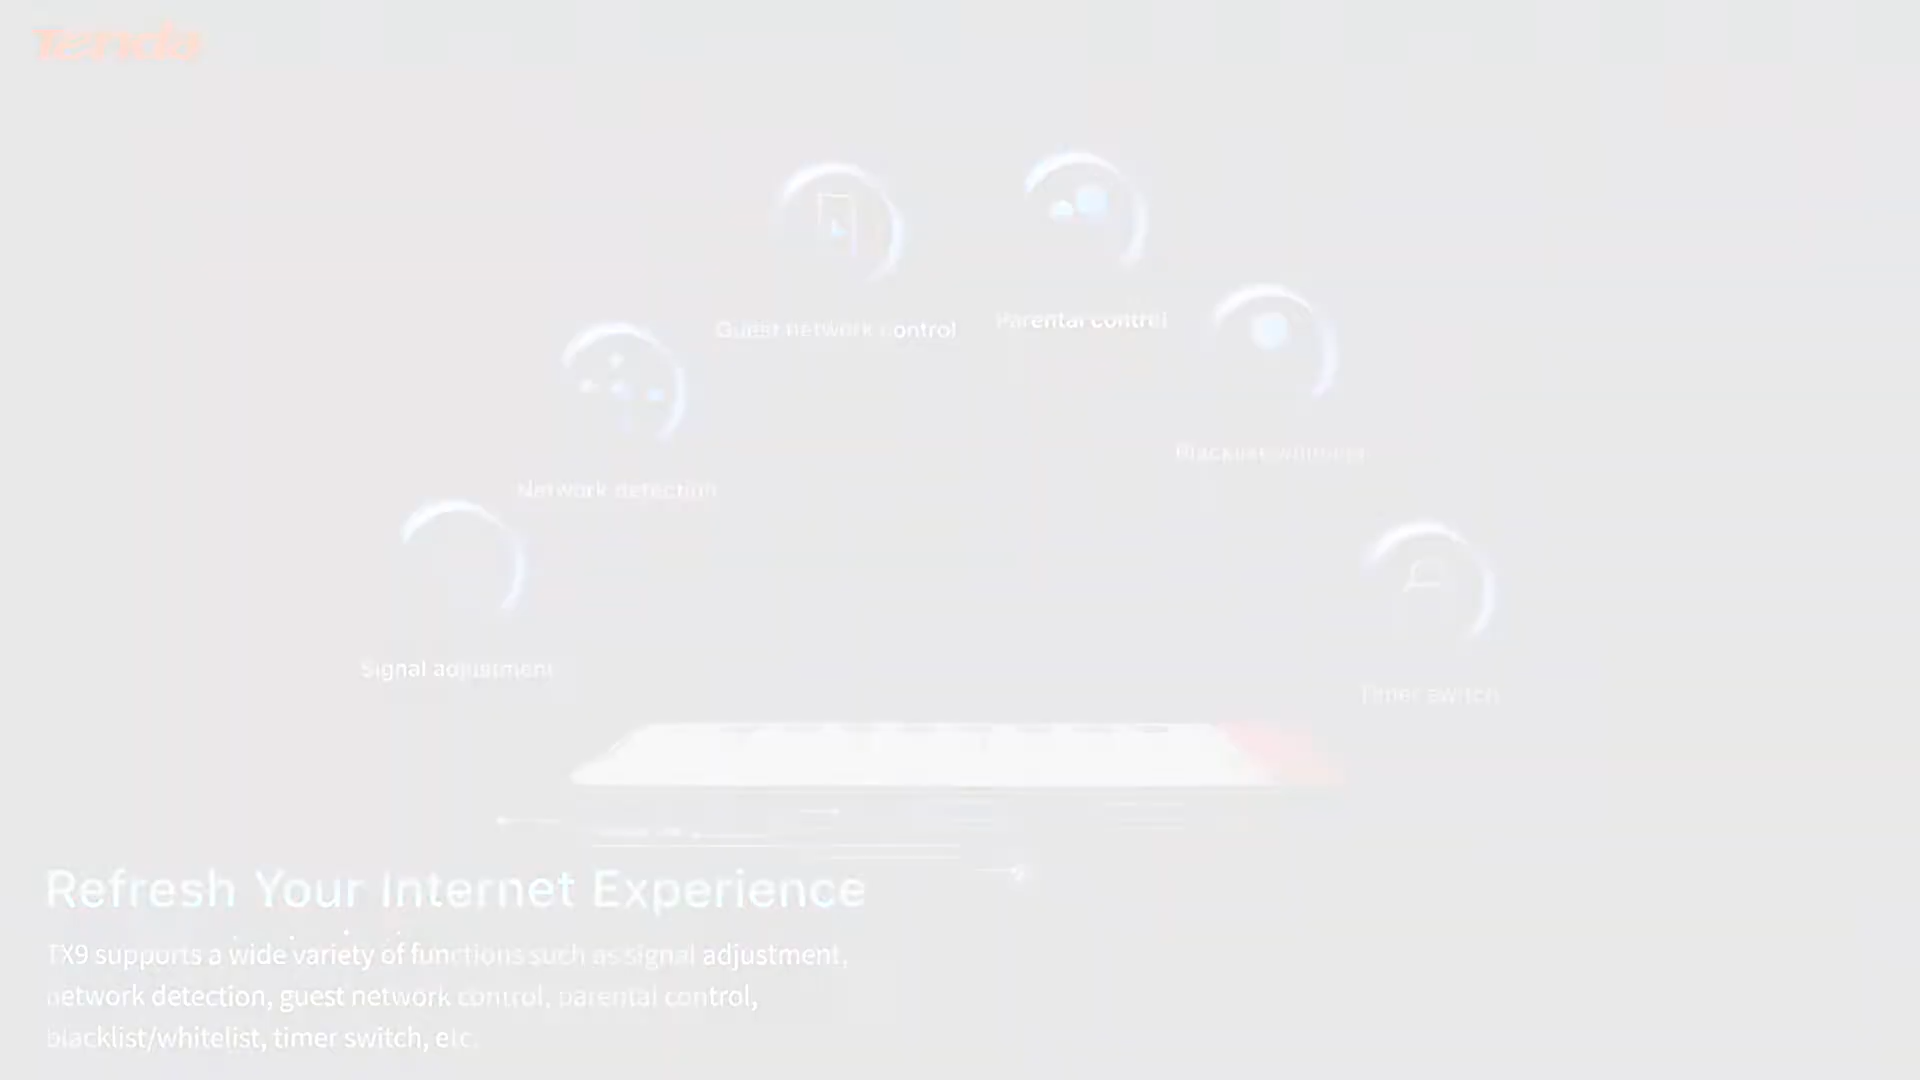 Tenda
Guest network control
Parental control
Blacklist/whitelist
Network detection
Signal adjustment
Timer switch
Refresh Your Internet Experience
TX9 supports a wide variety of functions such as signal adjustment,
network detection, guest network control, parental control,
blacklist/whitelist, timer switch, etc.